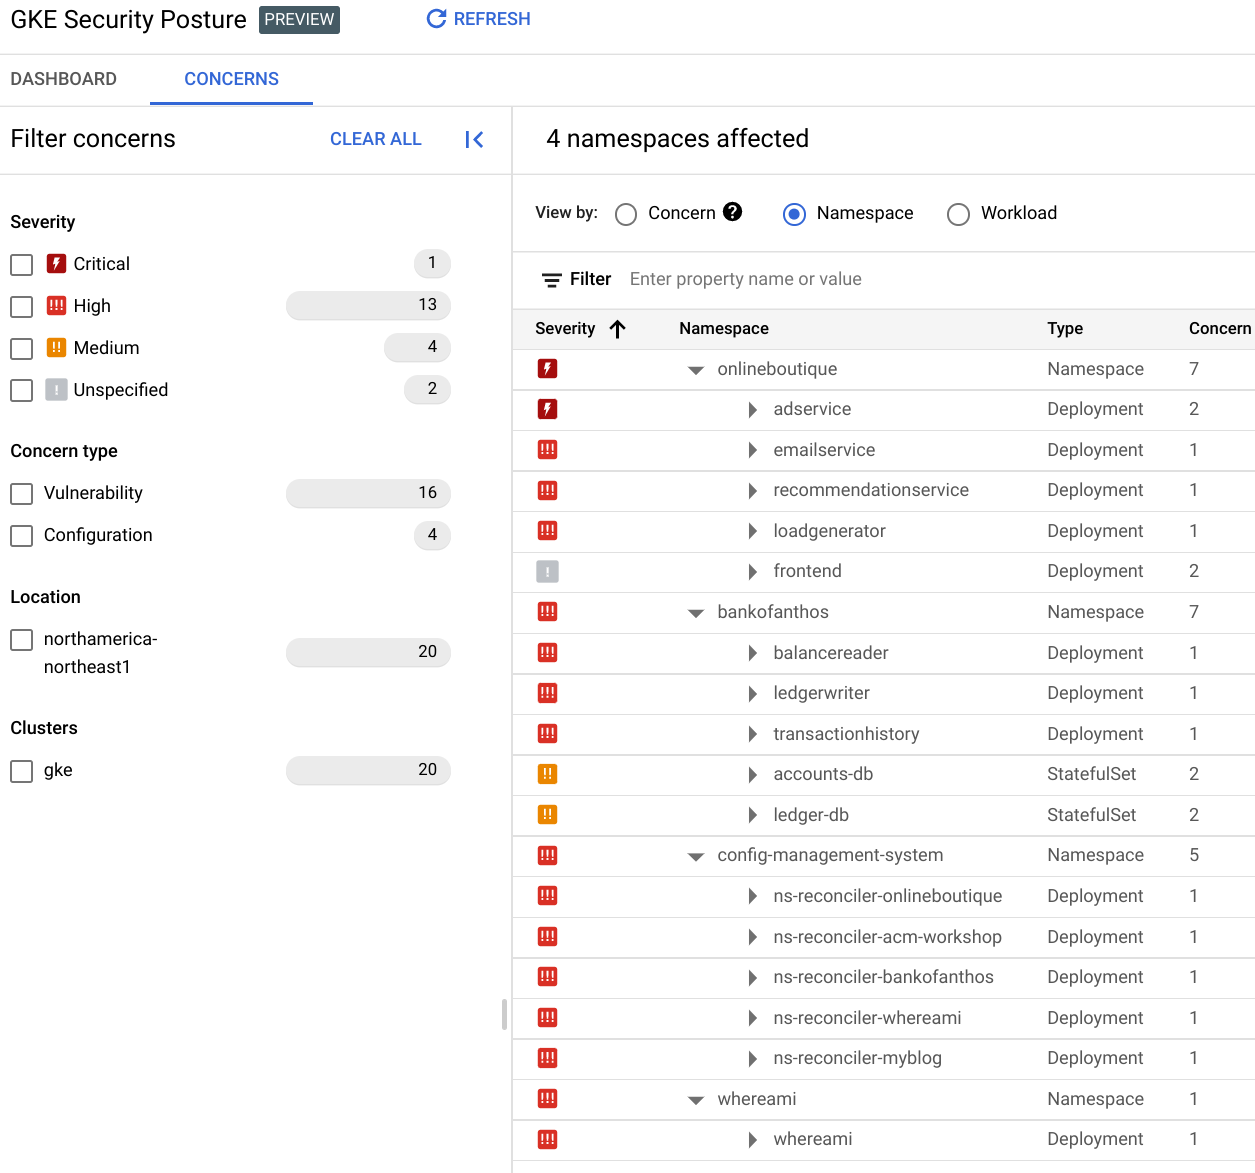 GKE Security Posture PREVIEW REFRESH
DASHBOARD CONCERNS
Filter concerns CLEAR ALL
Severity
Critical 1
High 13
Medium 4
Unspecified 2
Concern type
Vulnerability 16
Configuration 4
Location
northamerica-
northeast1 20
Clusters
gke 20
4 namespaces affected
View by: Concern ? Namespace Workload
Filter Enter property name or value
Severity Namespace Type Concern
onlineboutique Namespace 7
adservice Deployment 2
emailservice Deployment 1
recommendationservice Deployment 1
loadgenerator Deployment 1
frontend Deployment 2
bankofanthos Namespace 7
balancereader Deployment 1
ledgerwriter Deployment 1
transactionhistory Deployment 1
accounts-db StatefulSet 2
ledger-db StatefulSet 2
config-management-system Namespace 5
ns-reconciler-onlineboutique Deployment 1
ns-reconciler-acm-workshop Deployment 1
ns-reconciler-bankofanthos Deployment 1
ns-reconciler-whereami Deployment 1
ns-reconciler-myblog Deployment 1
whereami Namespace 1
whereami Deployment 1